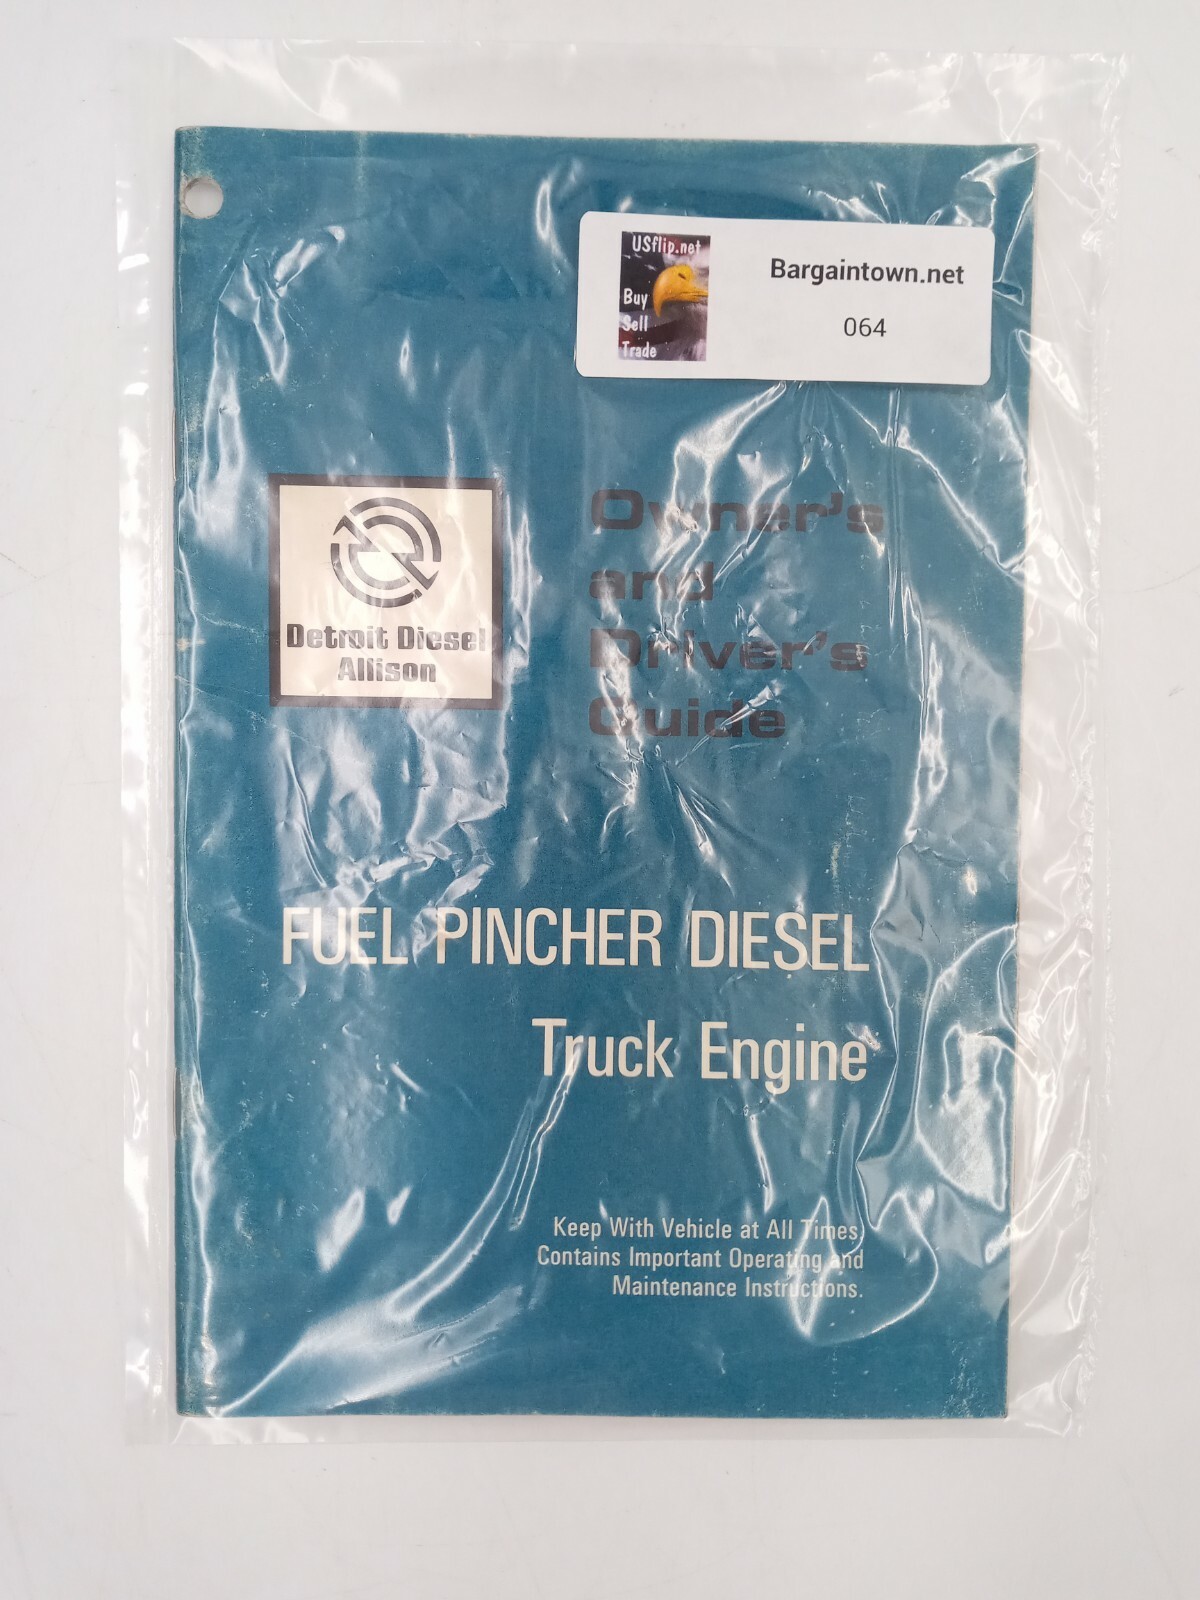 USflip.net
Buy
Sell
Trade
Bargaintown.net
064
Detroit Diesel
Allison
Owner's
and
Driver's
Guide
FUEL PINCHER DIESEL
Truck Engine
Keep With Vehicle at All Times.
Contains Important Operating and
Maintenance Instructions.